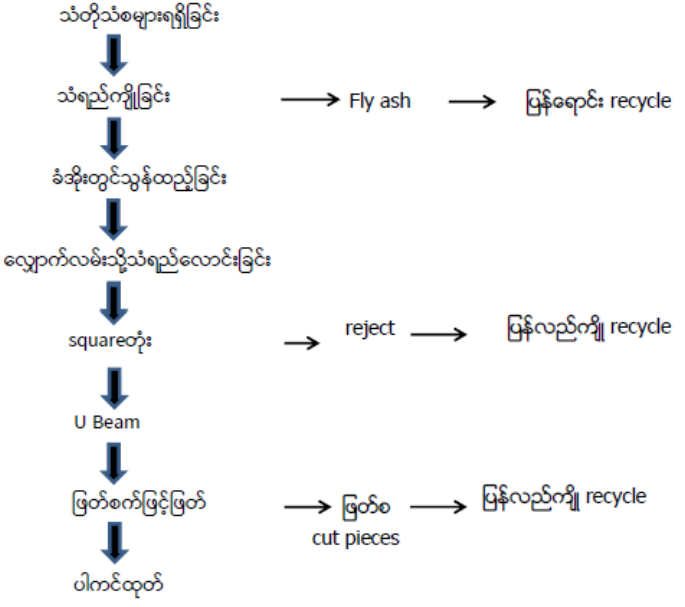 သံတိုသံစများရရှိခြင်း
သံရည်ကျိုခြင်း
Fly ash
ပြန်ရောင်း recycle
ခံအိုးတွင်သွန်ထည့်ခြင်း
လျှောက်လမ်းသို့သံရည်လောင်းခြင်း
squareတုံး
reject
ပြန်လည်ကျို recycle
U Beam
ဖြတ်စက်ဖြင့်ဖြတ်
ဖြတ်စ
cut pieces
ပြန်လည်ကျို recycle
ပါကင်ထုတ်